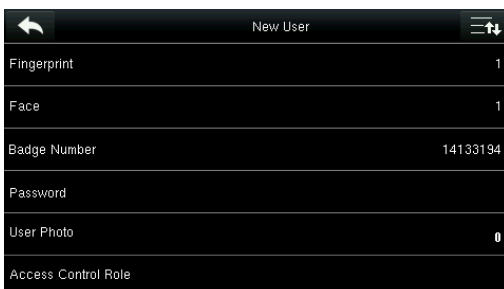 New User
Fingerprint 1
Face 1
Badge Number 14133194
Password
User Photo 0
Access Control Role